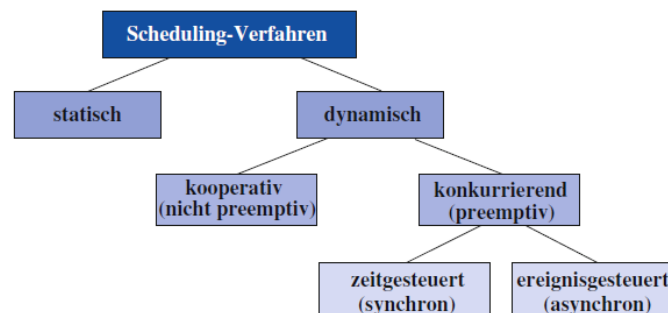 Scheduling-Verfahren
statisch
dynamisch
kooperativ
(nicht preemptiv)
konkurrierend
(preemptiv)
zeitgesteuert
(synchron)
ereignisgesteuert
(asynchron)